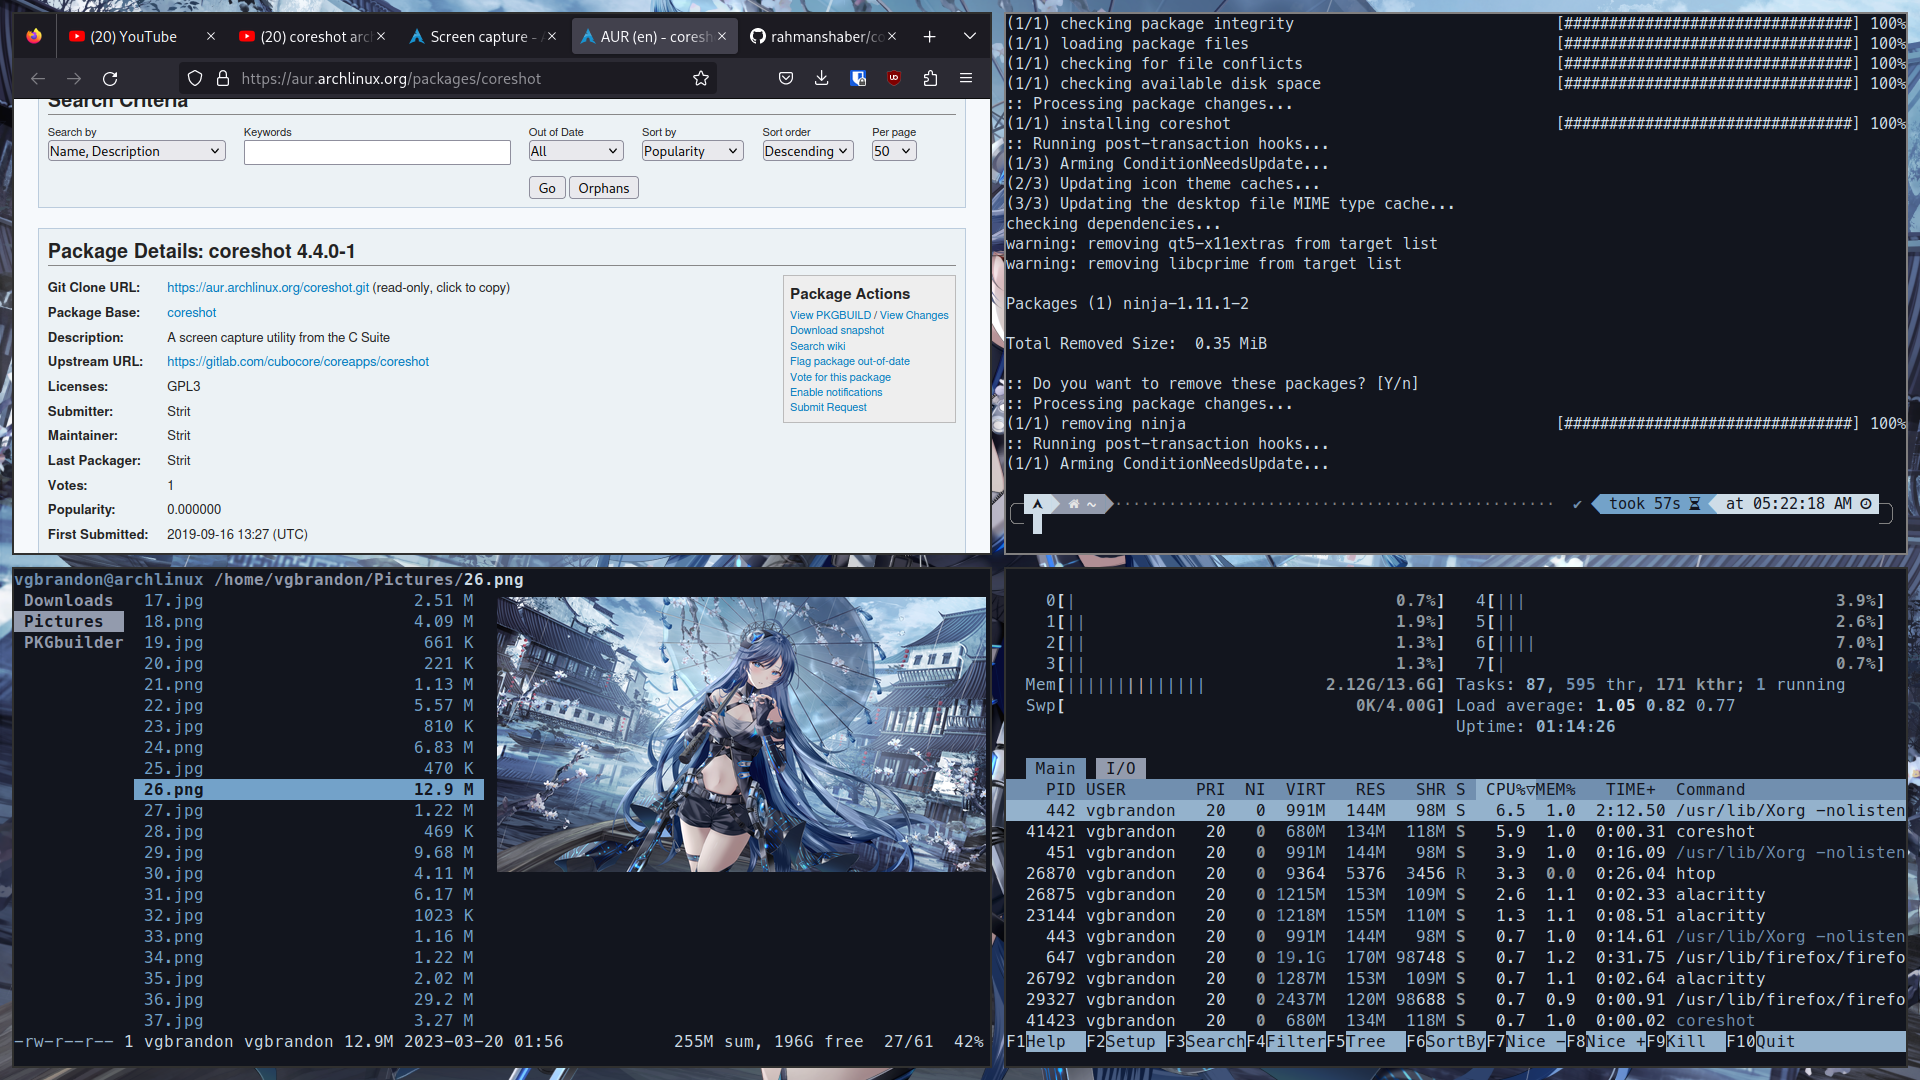 (20) YouTube
(20) coreshot arc
Screen capture - A
AUR (en) - coresh
rahmanshaber/co
https://aur.archlinux.org/packages/coreshot
Search Criteria
Search by
Keywords
Out of Date
Sort by
Sort order
Per page
Name, Description
All
Popularity
Descending
50
Go
Orphans
Package Details: coreshot 4.4.0-1
Git Clone URL: https://aur.archlinux.org/coreshot.git (read-only, click to copy)
Package Base: coreshot
Description: A screen capture utility from the C Suite
Upstream URL: https://gitlab.com/cubocore/coreapps/coreshot
Licenses: GPL3
Submitter: Strit
Maintainer: Strit
Last Packager: Strit
Votes: 1
Popularity: 0.000000
First Submitted: 2019-09-16 13:27 (UTC)
Package Actions
View PKGBUILD / View Changes
Download snapshot
Search wiki
Flag package out-of-date
Vote for this package
Enable notifications
Submit Request
(1/1) checking package integrity [################################] 100%
(1/1) loading package files [################################] 100%
(1/1) checking for file conflicts [################################] 100%
(1/1) checking available disk space [################################] 100%
:: Processing package changes...
(1/1) installing coreshot [################################] 100%
:: Running post-transaction hooks...
(1/3) Arming ConditionNeedsUpdate...
(2/3) Updating icon theme caches...
(3/3) Updating the desktop file MIME type cache...
checking dependencies...
warning: removing qt5-x11extras from target list
warning: removing libcprime from target list
Packages (1) ninja-1.11.1-2
Total Removed Size:  0.35 MiB
:: Do you want to remove these packages? [Y/n]
:: Processing package changes...
(1/1) removing ninja [################################] 100%
:: Running post-transaction hooks...
(1/1) Arming ConditionNeedsUpdate...
~ ✔ took 57s at 05:22:18 AM
vgbrandon@archlinux /home/vgbrandon/Pictures/26.png
Downloads
Pictures
PKGbuilder
17.jpg 2.51 M
18.png 4.09 M
19.jpg 661 K
20.jpg 221 K
21.png 1.13 M
22.jpg 5.57 M
23.jpg 810 K
24.png 6.83 M
25.jpg 470 K
26.png 12.9 M
27.jpg 1.22 M
28.jpg 469 K
29.jpg 9.68 M
30.jpg 4.11 M
31.jpg 6.17 M
32.jpg 1023 K
33.png 1.16 M
34.png 1.22 M
35.jpg 2.02 M
36.jpg 29.2 M
37.jpg 3.27 M
-rw-r--r-- 1 vgbrandon vgbrandon 12.9M 2023-03-20 01:56 255M sum, 196G free 27/61 42%
0[| 0.7%] 4[||| 3.9%]
1[|| 1.9%] 5[|| 2.6%]
2[|| 1.3%] 6[|||| 7.0%]
3[|| 1.3%] 7[| 0.7%]
Mem[|||||||||||||| 2.12G/13.6G] Tasks: 87, 595 thr, 171 kthr; 1 running
Swp[ 0K/4.00G] Load average: 1.05 0.82 0.77
Uptime: 01:14:26
Main I/O
PID USER PRI NI VIRT RES SHR S CPU%▽MEM% TIME+ Command
442 vgbrandon 20 0 991M 144M 98M S 6.5 1.0 2:12.50 /usr/lib/Xorg -nolisten
41421 vgbrandon 20 0 680M 134M 118M S 5.9 1.0 0:00.31 coreshot
451 vgbrandon 20 0 991M 144M 98M S 3.9 1.0 0:16.09 /usr/lib/Xorg -nolisten
26870 vgbrandon 20 0 9364 5376 3456 R 3.3 0.0 0:26.04 htop
26875 vgbrandon 20 0 1215M 153M 109M S 2.6 1.1 0:02.33 alacritty
23144 vgbrandon 20 0 1218M 155M 110M S 1.3 1.1 0:08.51 alacritty
443 vgbrandon 20 0 991M 144M 98M S 0.7 1.0 0:14.61 /usr/lib/Xorg -nolisten
647 vgbrandon 20 0 19.1G 170M 98748 S 0.7 1.2 0:31.75 /usr/lib/firefox/firefo
26792 vgbrandon 20 0 1287M 153M 109M S 0.7 1.1 0:02.64 alacritty
29327 vgbrandon 20 0 2437M 120M 98688 S 0.7 0.9 0:00.91 /usr/lib/firefox/firefo
41423 vgbrandon 20 0 680M 134M 118M S 0.7 1.0 0:00.02 coreshot
F1Help F2Setup F3SearchF4FilterF5Tree F6SortByF7Nice -F8Nice +F9Kill F10Quit